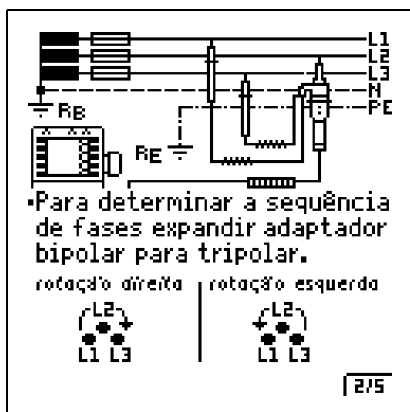 L1
L2
L3
N
PE
RB
RE
•Para determinar a sequência
de fases expandir adaptador
bipolar para tripolar.
rotação direita
L2
L1 L3
rotação esquerda
L2
L1 L3
2/5